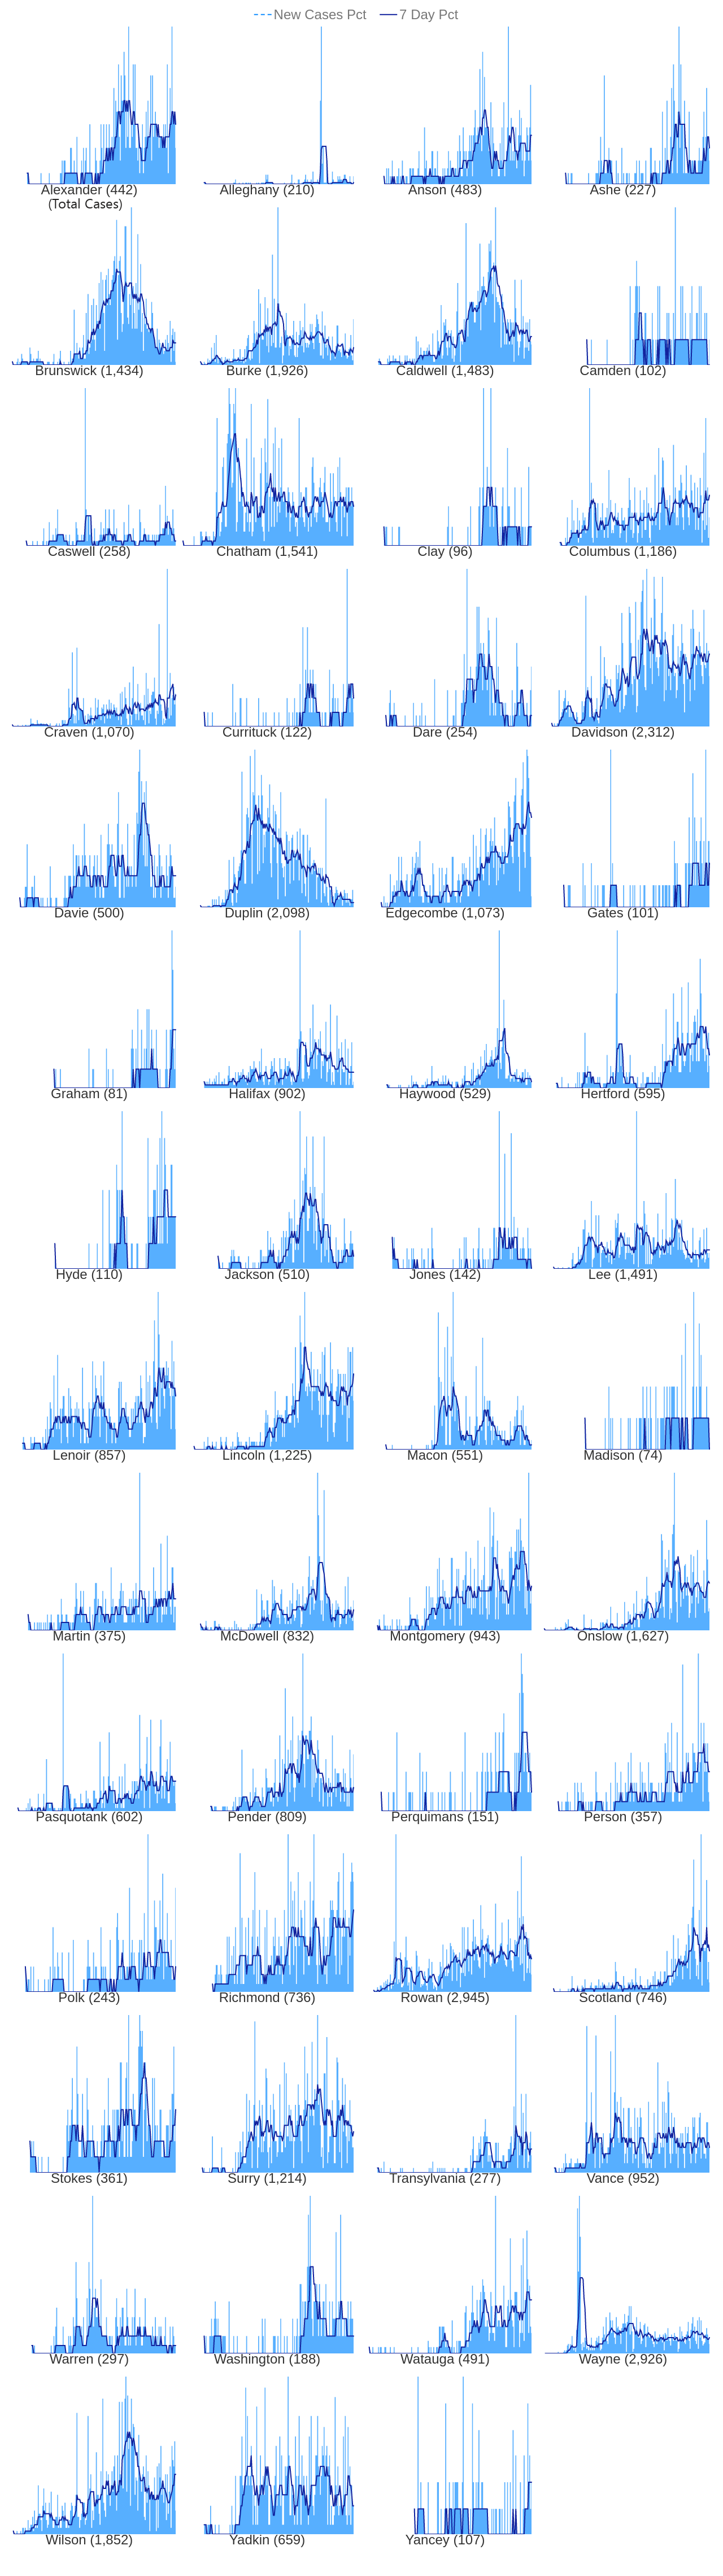 New Cases Pct 7 Day Pct
Alexander (442) Alleghany (210) Anson (483) Ashe (227)
(Total Cases)
Brunswick (1,434) Burke (1,926) Caldwell (1,483) Camden (102)
Caswell (258) Chatham (1,541) Clay (96) Columbus (1,186)
Craven (1,070) Currituck (122) Dare (254) Davidson (2,312)
Davie (500) Duplin (2,098) Edgecombe (1,073) Gates (101)
Graham (81) Halifax (902) Haywood (529) Hertford (595)
Hyde (110) Jackson (510) Jones (142) Lee (1,491)
Lenoir (857) Lincoln (1,225) Macon (551) Madison (74)
Martin (375) McDowell (832) Montgomery (943) Onslow (1,627)
Pasquotank (602) Pender (809) Perquimans (151) Person (357)
Polk (243) Richmond (736) Rowan (2,945) Scotland (746)
Stokes (361) Surry (1,214) Transylvania (277) Vance (952)
Warren (297) Washington (188) Watauga (491) Wayne (2,926)
Wilson (1,852) Yadkin (659) Yancey (107)